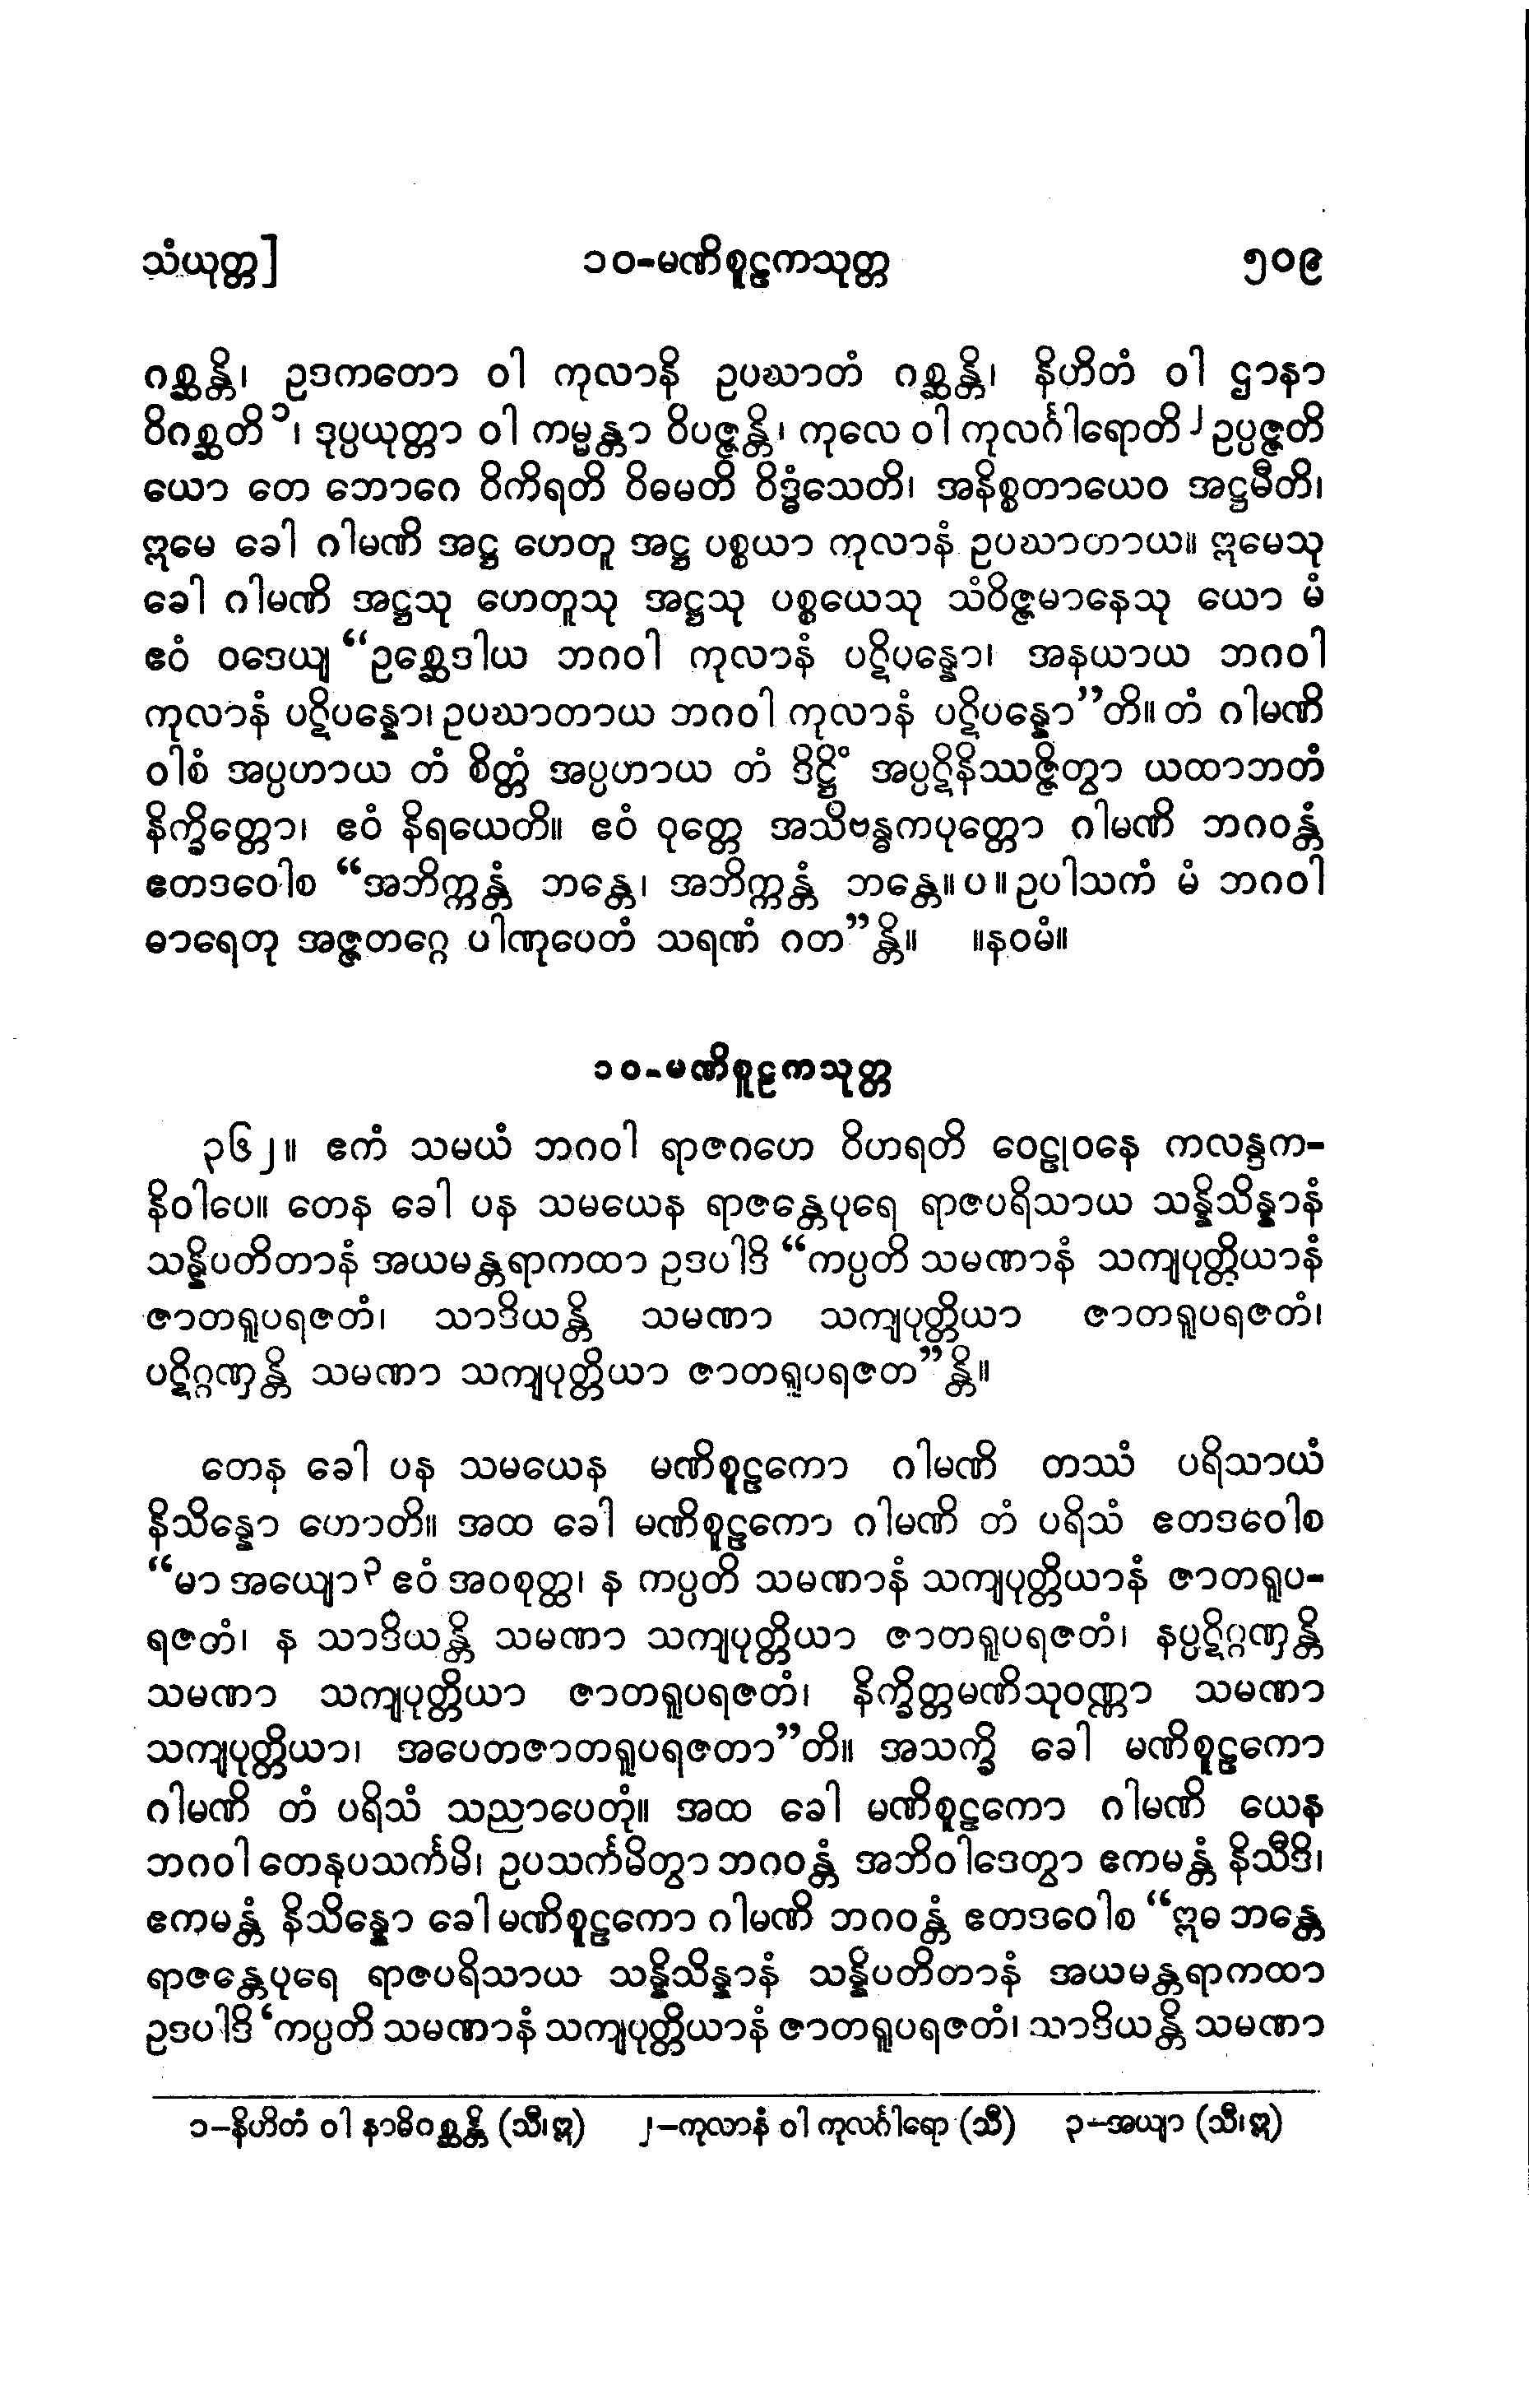 သံယုတ္တ] ၁၀-မဏိစူဠကသုတ္တ ၅၀၉
ဂစ္ဆန္တိ၊ ဥဒကတော ဝါ ကုလာနိ ဥပဃာတံ ဂစ္ဆန္တိ၊ နိဟိတံ ဝါ ဌာနာ
ဝိဂစ္ဆတိ၁၊ ဒုပ္ပယုတ္တာ ဝါ ကမ္မန္တာ ဝိပဇ္ဇန္တိ၊ ကုလေ ဝါ ကုလင်္ဂါရောတိ၂ ဥပ္ပဇ္ဇတိ
ယော တေ ဘောဂေ ဝိကိရတိ ဝိဓမတိ ဝိဒ္ဓံသေတိ၊ အနိစ္စတာယေဝ အဋ္ဌမီတိ၊
ဣမေ ခေါ ဂါမဏိ အဋ္ဌ ဟေတူ အဋ္ဌ ပစ္စယာ ကုလာနံ ဥပဃာတာယ။ ဣမေသု
ခေါ ဂါမဏိ အဋ္ဌသု ဟေတူသု အဋ္ဌသု ပစ္စယေသု သံဝိဇ္ဇမာနေသု ယော မံ
ဧဝံ ဝဒေယျ “ဥစ္ဆေဒါယ ဘဂဝါ ကုလာနံ ပဋိပန္နော၊ အနယာယ ဘဂဝါ
ကုလာနံ ပဋိပန္နော၊ ဥပဃာတာယ ဘဂဝါ ကုလာနံ ပဋိပန္နော”တိ။ တံ ဂါမဏိ
ဝါစံ အပ္ပဟာယ တံ စိတ္တံ အပ္ပဟာယ တံ ဒိဋ္ဌိံ အပ္ပဋိနိဿဇ္ဇိတွာ ယထာဘတံ
နိက္ခိတ္တော၊ ဧဝံ နိရယေတိ။ ဧဝံ ဝုတ္တေ အသိဗန္ဓကပုတ္တော ဂါမဏိ ဘဂဝန္တံ
ဧတဒဝေါစ “အဘိက္ကန္တံ ဘန္တေ၊ အဘိက္ကန္တံ ဘန္တေ။ ပ။ ဥပါသကံ မံ ဘဂဝါ
ဓာရေတု အဇ္ဇတဂ္ဂေ ပါဏုပေတံ သရဏံ ဂတ”န္တိ။ ။နဝမံ။
၁၀-မဏိစူဠကသုတ္တ
၃၆၂။ ဧကံ သမယံ ဘဂဝါ ရာဇဂဟေ ဝိဟရတိ ဝေဠုဝနေ ကလန္ဒက-
နိဝါပေ။ တေန ခေါ ပန သမယေန ရာဇန္တေပုရေ ရာဇပရိသာယ သန္နိသိန္နာနံ
သန္နိပတိတာနံ အယမန္တရာကထာ ဥဒပါဒိ “ကပ္ပတိ သမဏာနံ သကျပုတ္တိယာနံ
ဇာတရူပရဇတံ၊ သာဒိယန္တိ သမဏာ သကျပုတ္တိယာ ဇာတရူပရဇတံ၊
ပဋိဂ္ဂဏှန္တိ သမဏာ သကျပုတ္တိယာ ဇာတရူပရဇတ”န္တိ။
တေန ခေါ ပန သမယေန မဏိစူဠကော ဂါမဏိ တဿံ ပရိသာယံ
နိသိန္နော ဟောတိ။ အထ ခေါ မဏိစူဠကော ဂါမဏိ တံ ပရိသံ ဧတဒဝေါစ
“မာ အယျော၃ ဧဝံ အဝစုတ္ထ၊ န ကပ္ပတိ သမဏာနံ သကျပုတ္တိယာနံ ဇာတရူပ-
ရဇတံ၊ န သာဒိယန္တိ သမဏာ သကျပုတ္တိယာ ဇာတရူပရဇတံ၊ နပ္ပဋိဂ္ဂဏှန္တိ
သမဏာ သကျပုတ္တိယာ ဇာတရူပရဇတံ၊ နိက္ခိတ္တမဏိသုဝဏ္ဏာ သမဏာ
သကျပုတ္တိယာ၊ အပေတဇာတရူပရဇတာ”တိ။ အသက္ခိ ခေါ မဏိစူဠကော
ဂါမဏိ တံ ပရိသံ သညာပေတုံ။ အထ ခေါ မဏိစူဠကော ဂါမဏိ ယေန
ဘဂဝါ တေနုပသင်္ကမိ၊ ဥပသင်္ကမိတွာ ဘဂဝန္တံ အဘိဝါဒေတွာ ဧကမန္တံ နိသီဒိ၊
ဧကမန္တံ နိသိန္နော ခေါ မဏိစူဠကော ဂါမဏိ ဘဂဝန္တံ ဧတဒဝေါစ “ဣဓ ဘန္တေ
ရာဇန္တေပုရေ ရာဇပရိသာယ သန္နိသိန္နာနံ သန္နိပတိတာနံ အယမန္တရာကထာ
ဥဒပါဒိ ‘ကပ္ပတိ သမဏာနံ သကျပုတ္တိယာနံ ဇာတရူပရဇတံ၊ သာဒိယန္တိ သမဏာ
၁-နိဟိတံ ဝါ နာဓိဂစ္ဆန္တိ (သီ၊ ဣ) ၂-ကုလာနံ ဝါ ကုလင်္ဂါရော (သီ) ၃-အယျာ (သီ၊ ဣ)